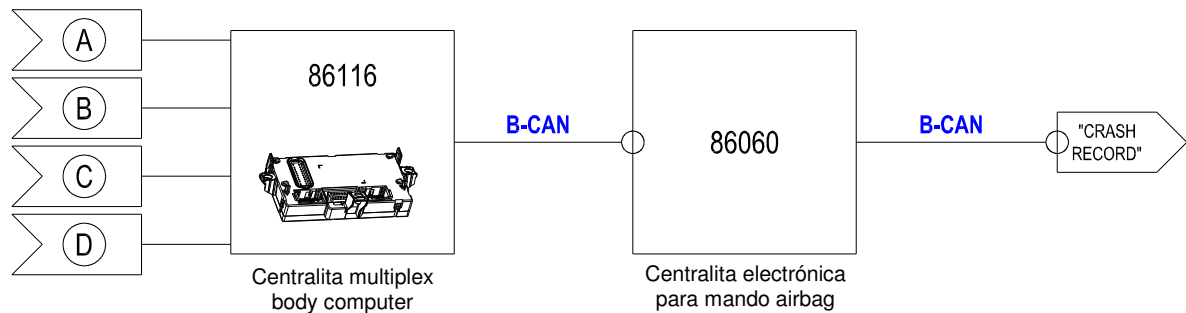 A
B
C
D
86116
Centralita multiplex
body computer
B-CAN
86060
Centralita electrónica
para mando airbag
B-CAN
"CRASH
RECORD"